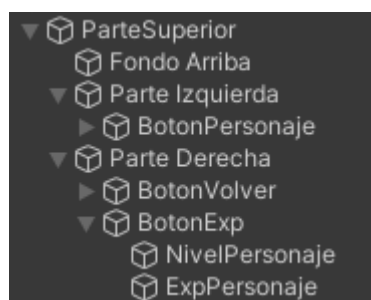 ParteSuperior
Fondo Arriba
Parte Izquierda
BotonPersonaje
Parte Derecha
BotonVolver
BotonExp
NivelPersonaje
ExpPersonaje